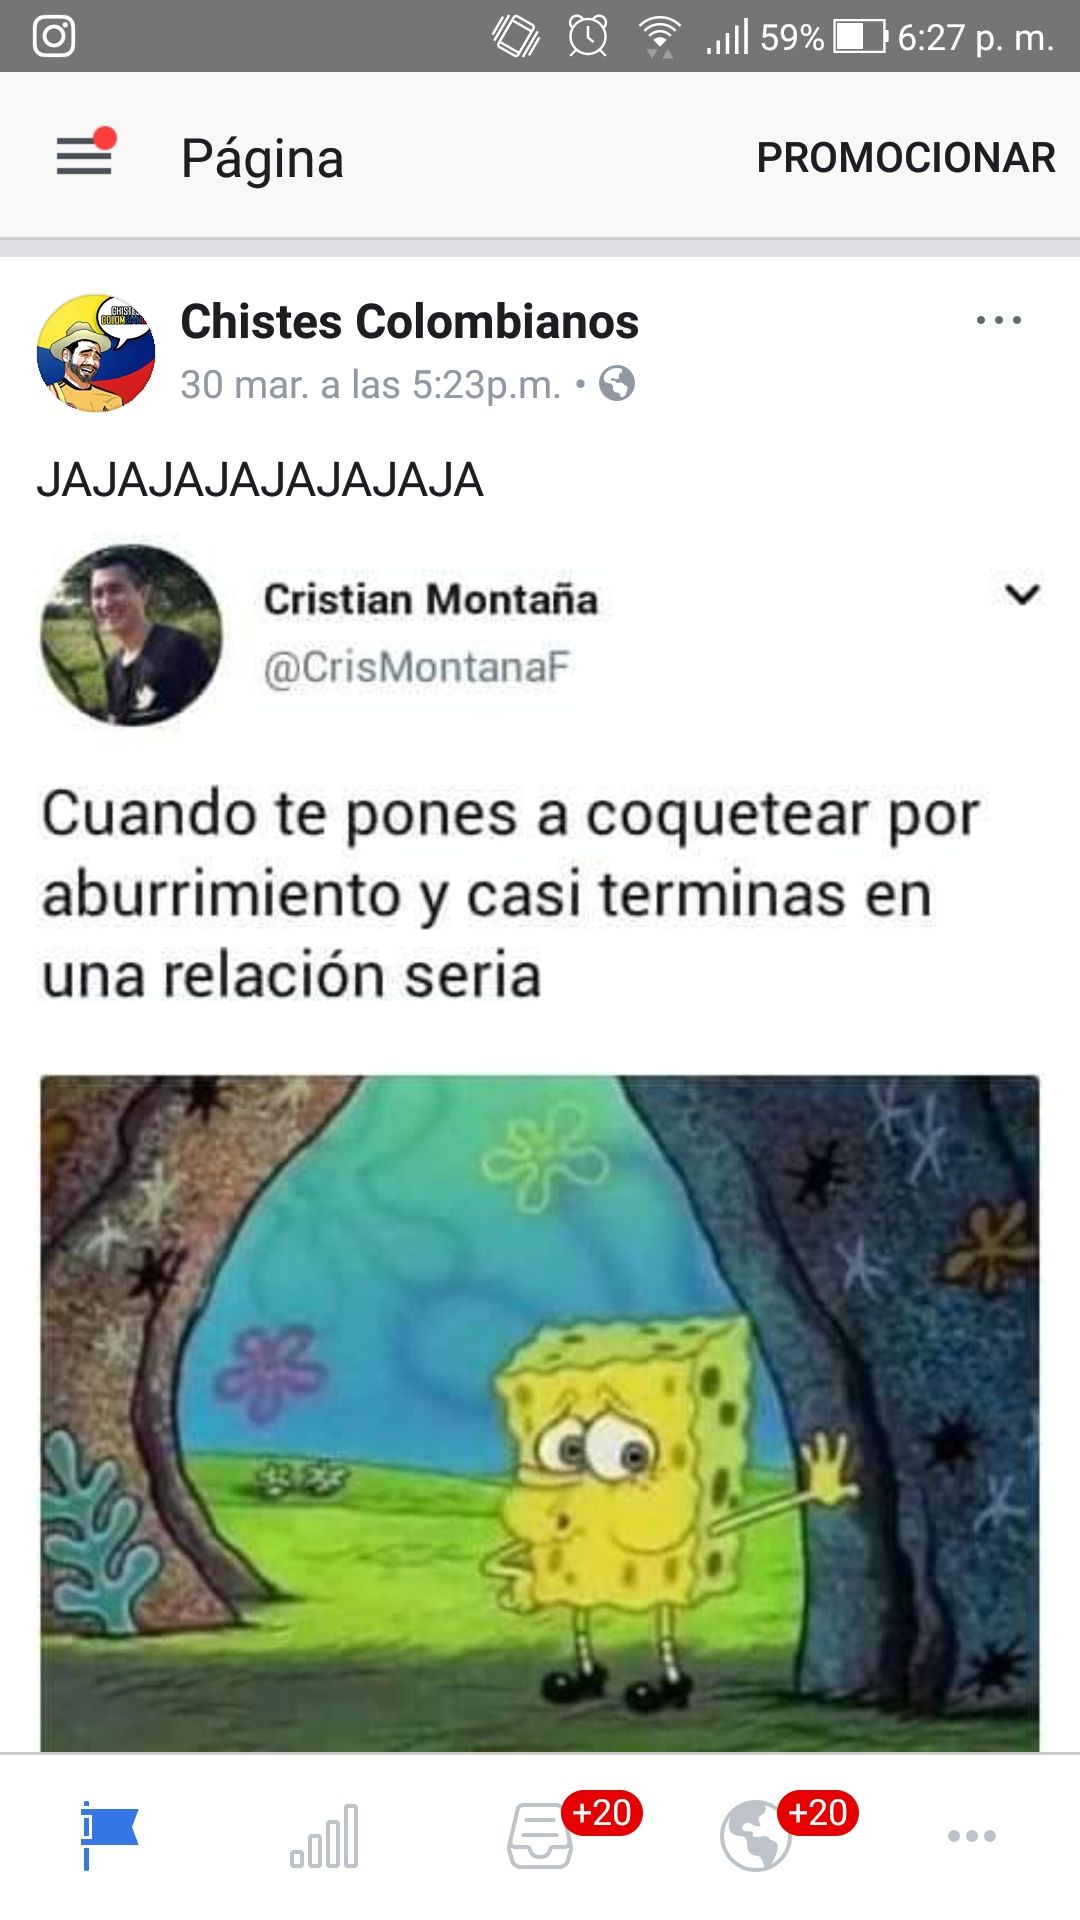 59% 6:27 p. m.
Página PROMOCIONAR
CHISTES
Chistes Colombianos
30 mar. a las 5:23p.m. •
JAJAJAJAJAJAJAJA
Cristian Montaña
@CrisMontanaF
Cuando te pones a coquetear por
aburrimiento y casi terminas en
una relación seria
+20 +20